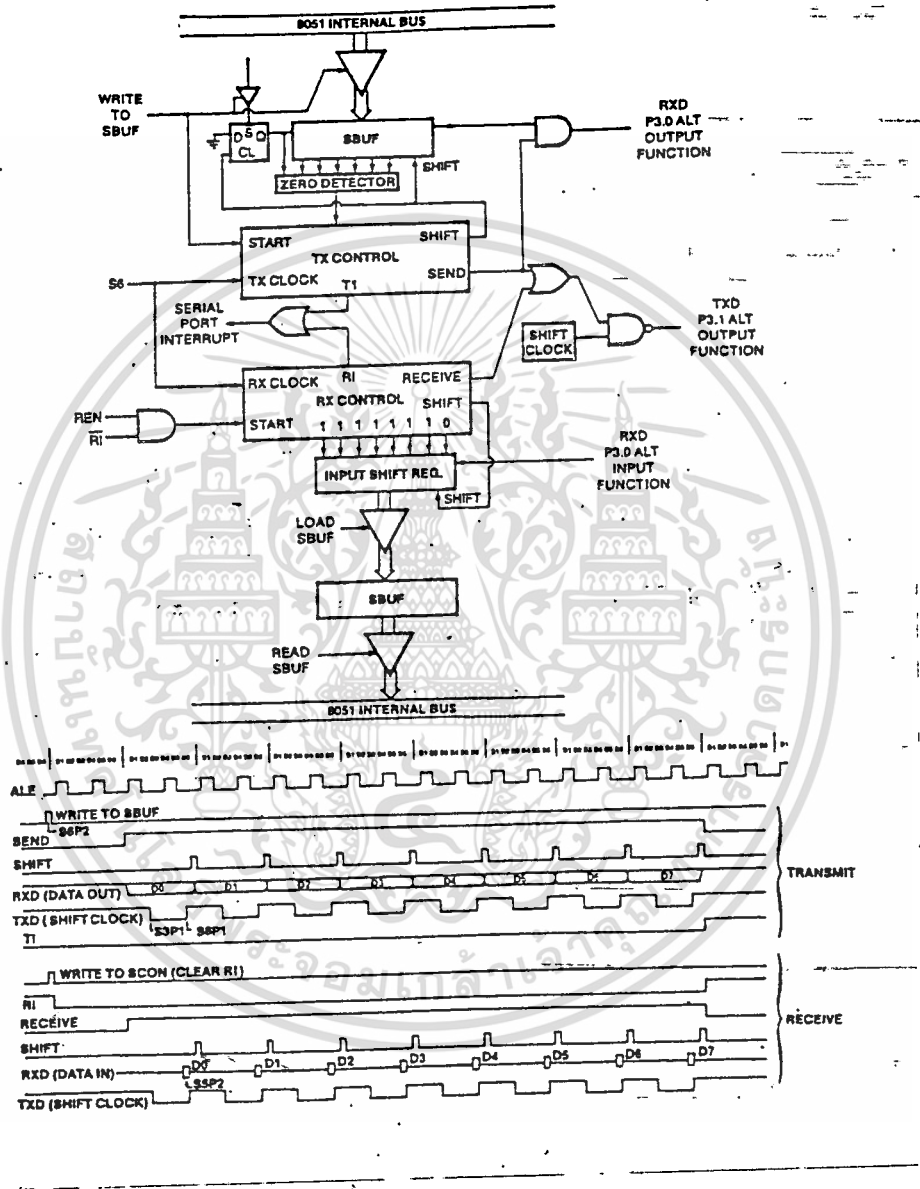 8051 INTERNAL BUS
WRITE
TO
SBUF
D S Q
CL
SBUF
SHIFT
ZERO DETECTOR
RXD
P3.0 ALT
OUTPUT
FUNCTION
START
SHIFT
TX CONTROL
TX CLOCK
T1
SEND
S6
SERIAL
PORT
INTERRUPT
SHIFT
CLOCK
TXD
P3.1 ALT
OUTPUT
FUNCTION
RX CLOCK
RI
RECEIVE
RX CONTROL
SHIFT
START
1 1 1 1 1 1 1 0
REN
RI
INPUT SHIFT REG.
SHIFT
RXD
P3.0 ALT
INPUT
FUNCTION
LOAD
SBUF
SBUF
READ
SBUF
8051 INTERNAL BUS
ALE
WRITE TO SBUF
S6P2
SEND
SHIFT
RXD (DATA OUT)
D0 D1 D2 D3 D4 D5 D6 D7
TXD (SHIFT CLOCK)
S3P1 S6P1
TI
TRANSMIT
WRITE TO SCON (CLEAR RI)
RI
RECEIVE
SHIFT
RXD (DATA IN)
D0 D1 D2 D3 D4 D5 D6 D7
S5P2
TXD (SHIFT CLOCK)
RECEIVE